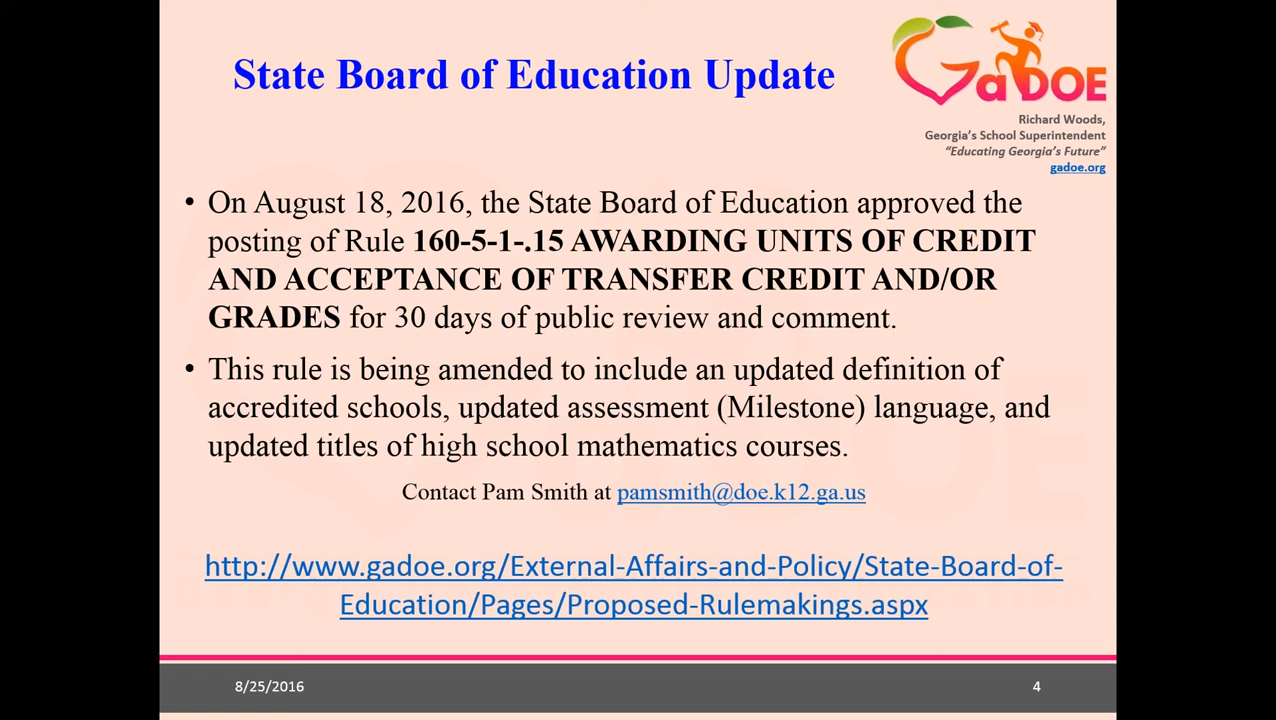 State Board of Education Update
GaDOE
Richard Woods,
Georgia's School Superintendent
"Educating Georgia's Future"
gadoe.org
• On August 18, 2016, the State Board of Education approved the
posting of Rule 160-5-1-.15 AWARDING UNITS OF CREDIT
AND ACCEPTANCE OF TRANSFER CREDIT AND/OR
GRADES for 30 days of public review and comment.
• This rule is being amended to include an updated definition of
accredited schools, updated assessment (Milestone) language, and
updated titles of high school mathematics courses.
Contact Pam Smith at pamsmith@doe.k12.ga.us
http://www.gadoe.org/External-Affairs-and-Policy/State-Board-of-
Education/Pages/Proposed-Rulemakings.aspx
8/25/2016
4